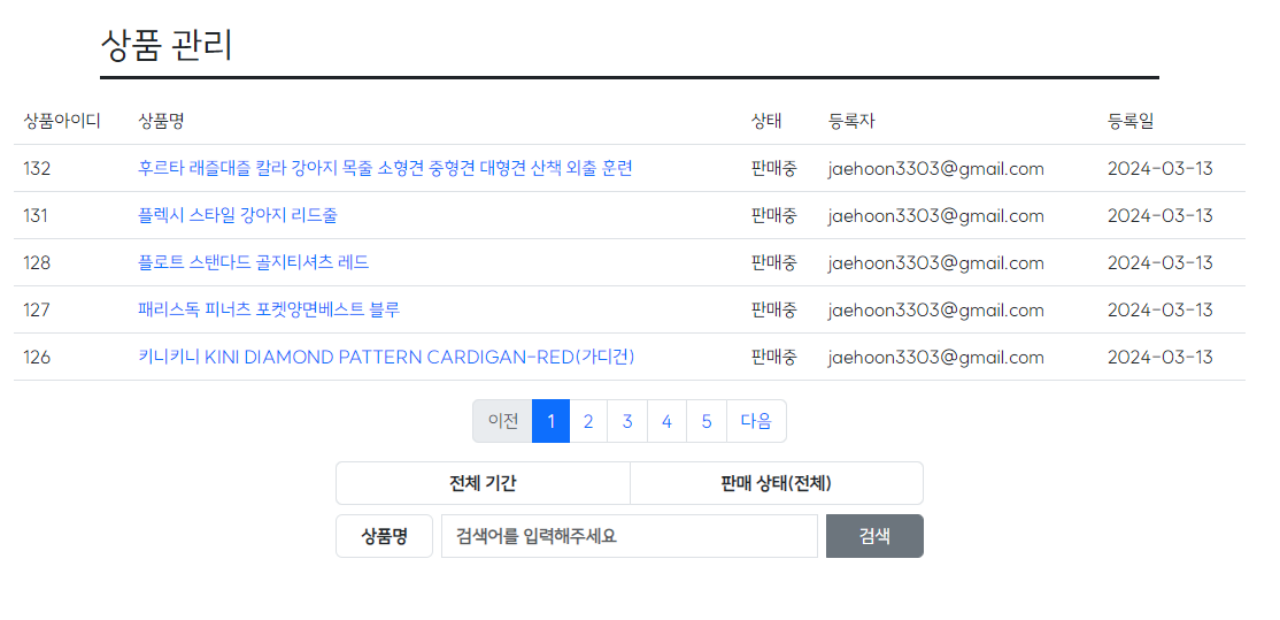 상품 관리
상품아이디 상품명 상태 등록자 등록일
132 후르타 래즐대즐 칼라 강아지 목줄 소형견 중형견 대형견 산책 외출 훈련 판매중 jaehoon3303@gmail.com 2024-03-13
131 플렉시 스타일 강아지 리드줄 판매중 jaehoon3303@gmail.com 2024-03-13
128 플로트 스탠다드 골지티셔츠 레드 판매중 jaehoon3303@gmail.com 2024-03-13
127 패리스독 피너츠 포켓양면베스트 블루 판매중 jaehoon3303@gmail.com 2024-03-13
126 키니키니 KINI DIAMOND PATTERN CARDIGAN-RED(가디건) 판매중 jaehoon3303@gmail.com 2024-03-13
이전 1 2 3 4 5 다음
전체 기간 판매 상태(전체)
상품명 검색어를 입력해주세요 검색